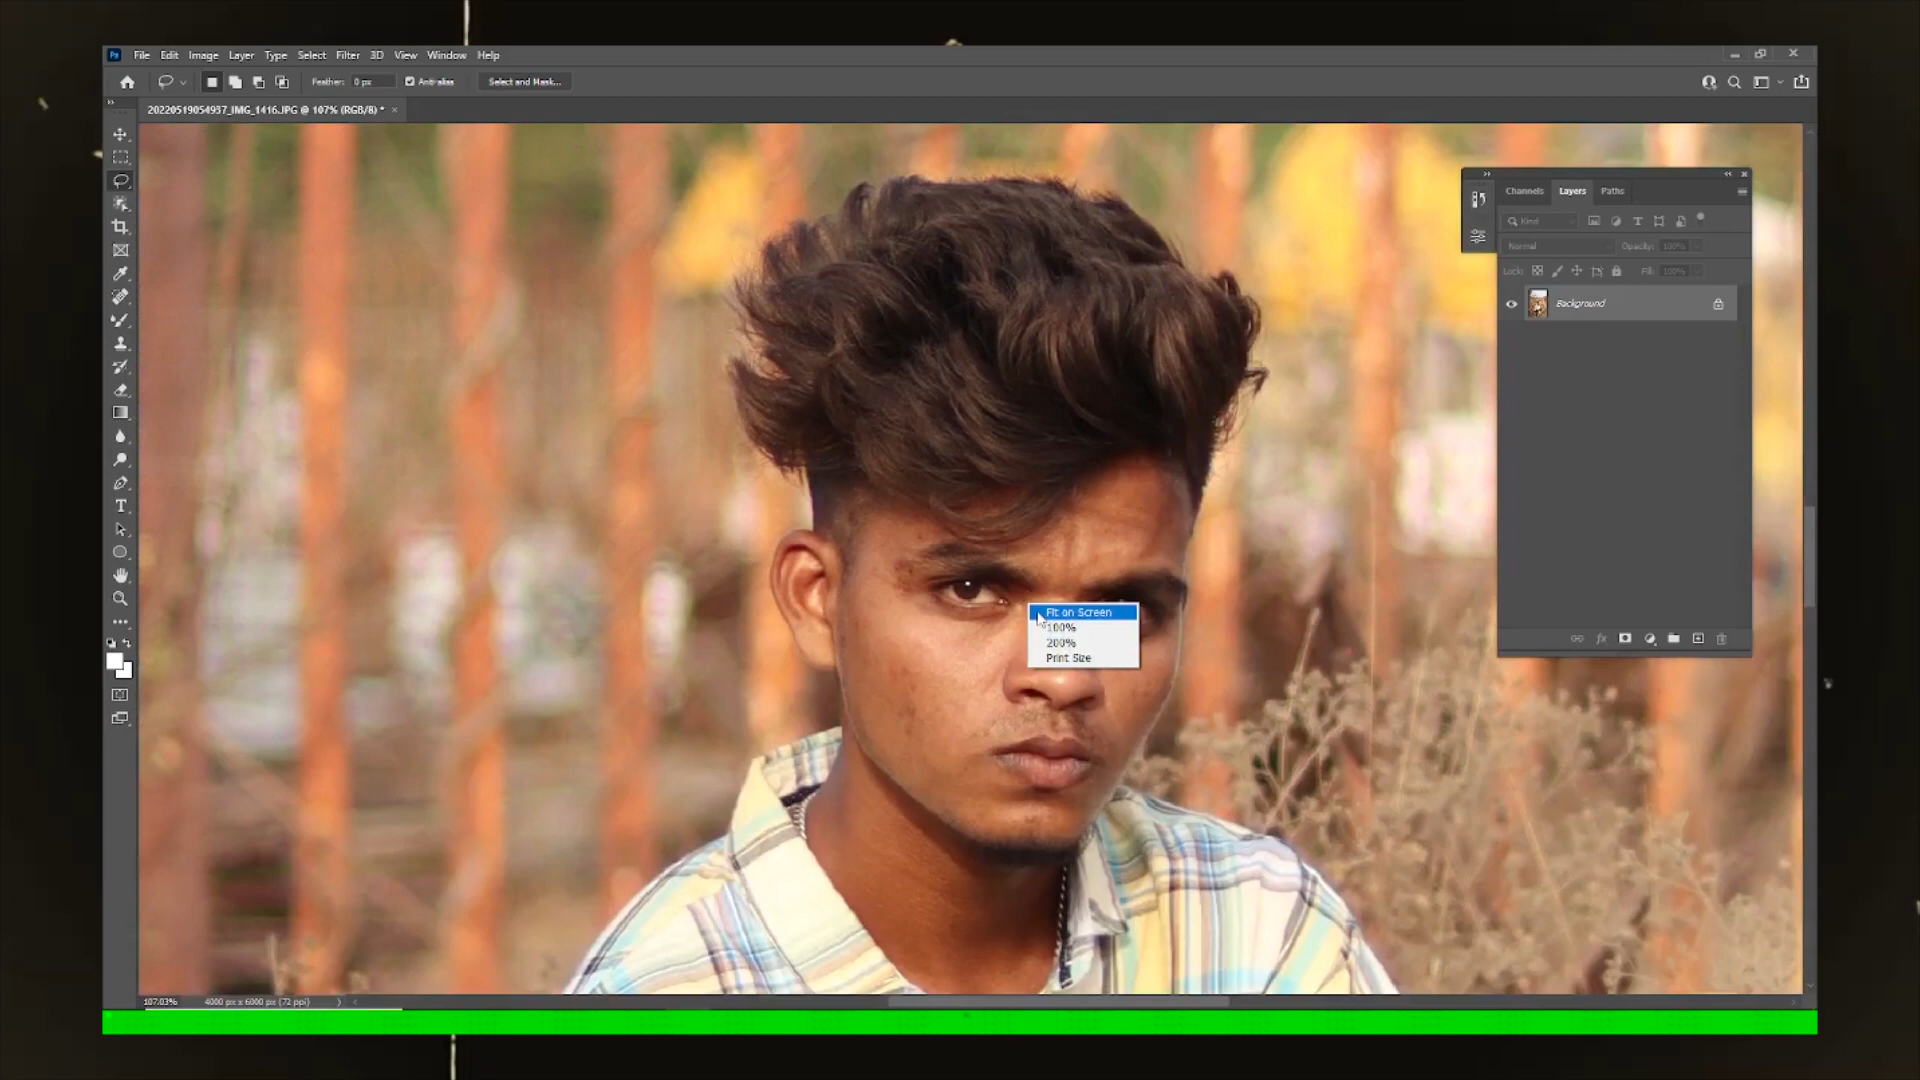 Ps File Edit Image Layer Type Select Filter 3D View Window Help
Feather: 0 px Anti-alias Select and Mask...
20220519054937_IMG_1416.JPG @ 107% (RGB/8) *
Channels Layers Paths
Kind
Normal Opacity: 100%
Lock: Fill: 100%
Background
Fit on Screen
100%
200%
Print Size
107.03% 4000 px x 6000 px (72 ppi)